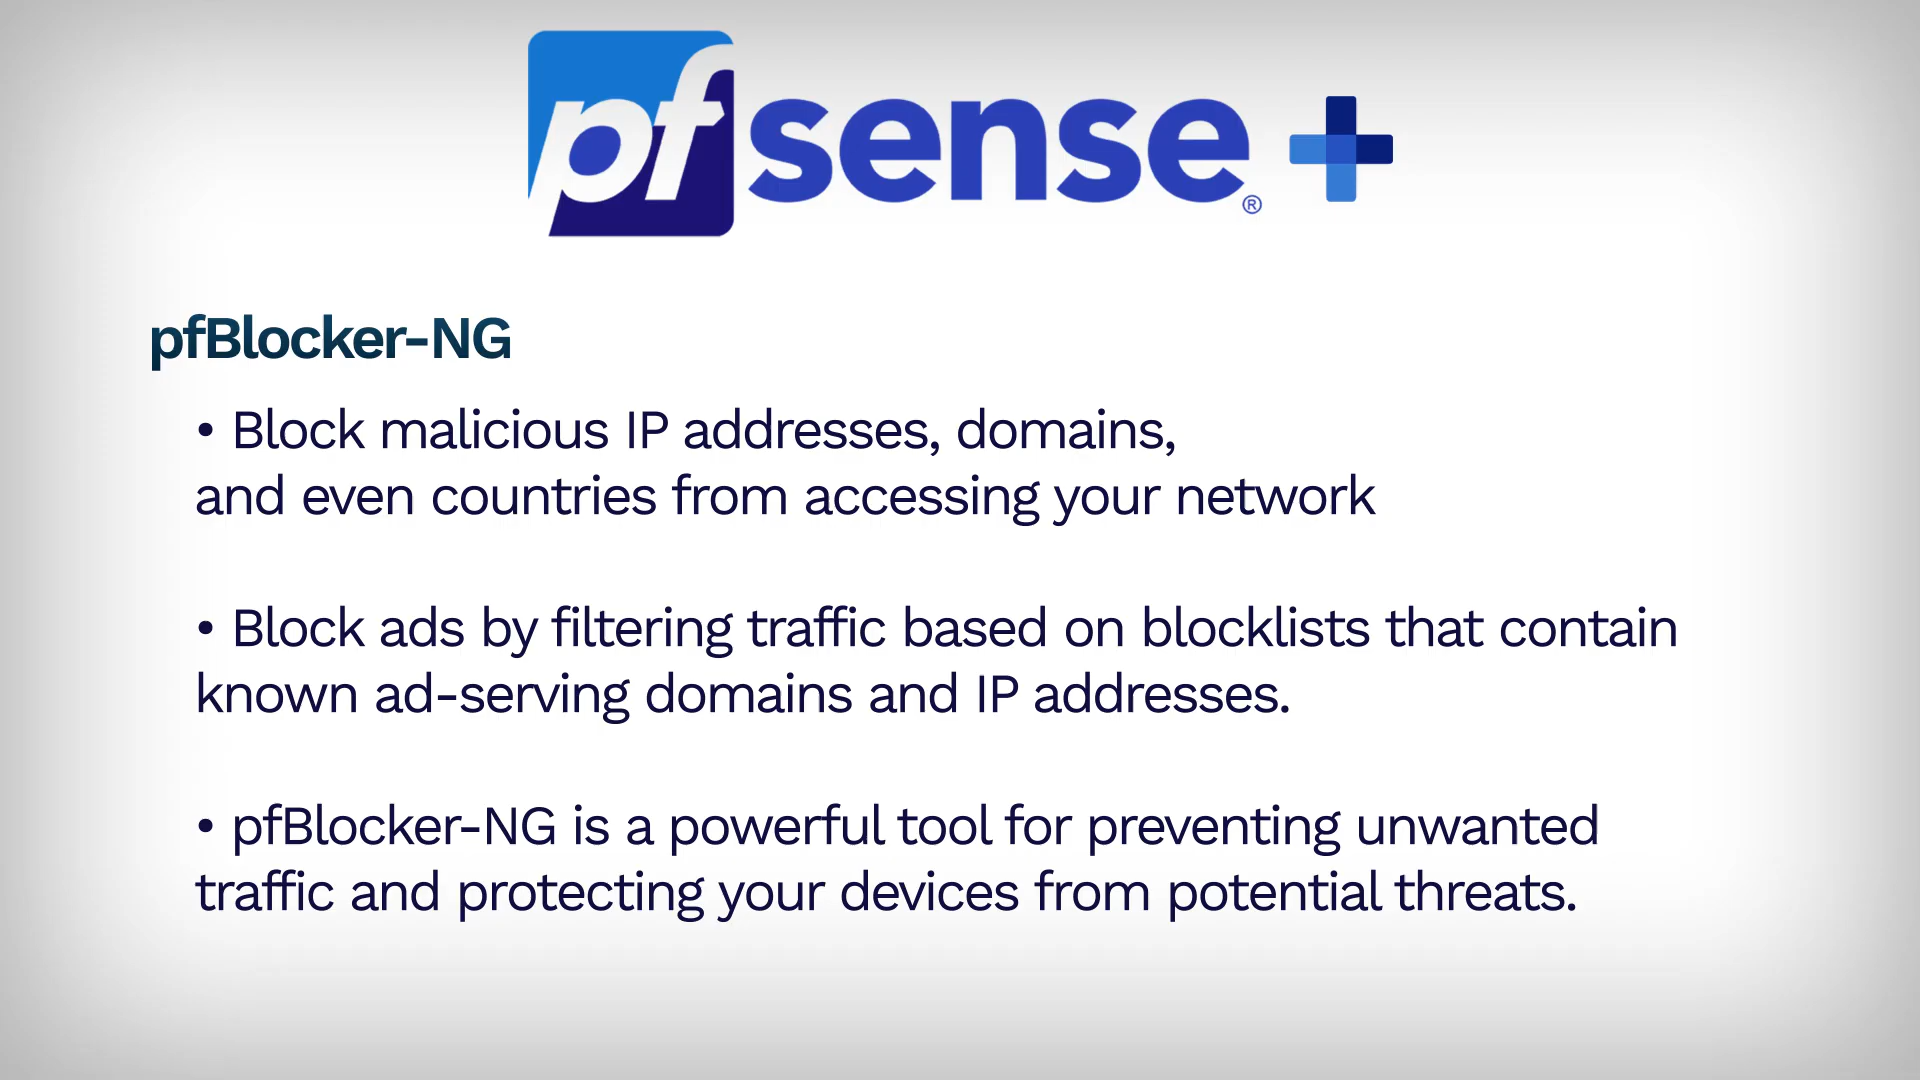 pfsense® +
pfBlocker-NG
• Block malicious IP addresses, domains,
and even countries from accessing your network
• Block ads by filtering traffic based on blocklists that contain
known ad-serving domains and IP addresses.
• pfBlocker-NG is a powerful tool for preventing unwanted
traffic and protecting your devices from potential threats.